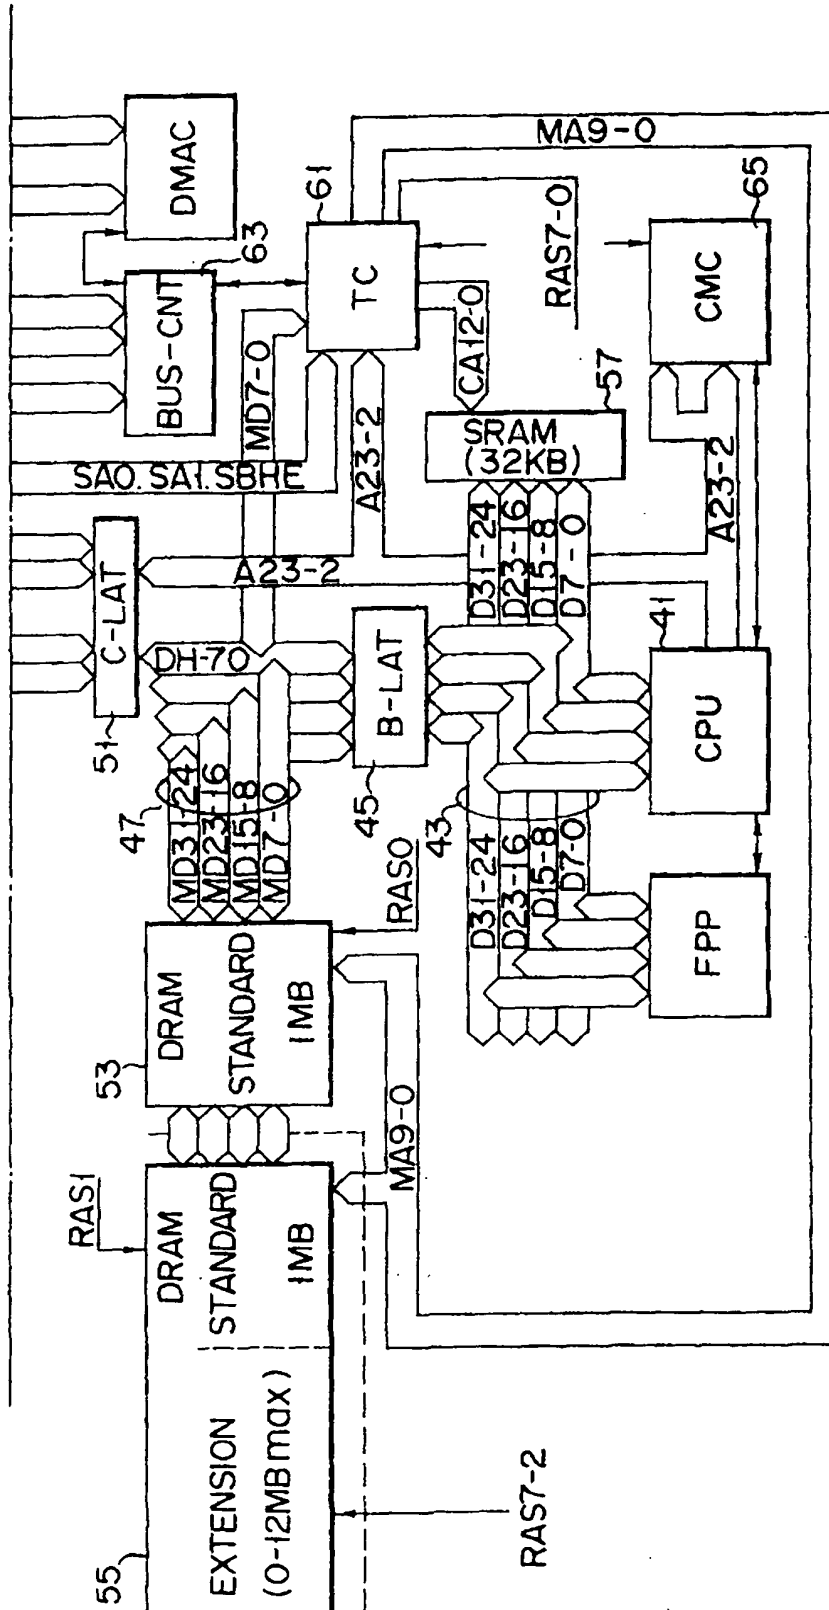 55
EXTENSION
(0-12MBmax)
RAS7-2
RAS1
DRAM
STANDARD
1MB
53
DRAM
STANDARD
1MB
RAS0
MA9-0
47
MD31-24
MD23-16
MD15-8
MD7-0
51
C-LAT
DH-70
45
B-LAT
43
D31-24
D23-16
D15-8
D7-0
FPP
41
CPU
D31-24
D23-16
D15-8
D7-0
A23-2
A23-2
A23-2
SA0.SA1.SBHE
MD7-0
BUS-CNT
63
DMAC
TC
61
CA12-0
SRAM
(32KB)
57
RAS7-0
CMC
65
MA9-0